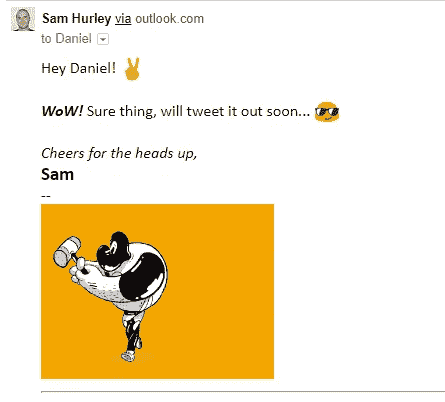 Sam Hurley via outlook.com
to Daniel
Hey Daniel!
WoW! Sure thing, will tweet it out soon...
Cheers for the heads up,
Sam
--